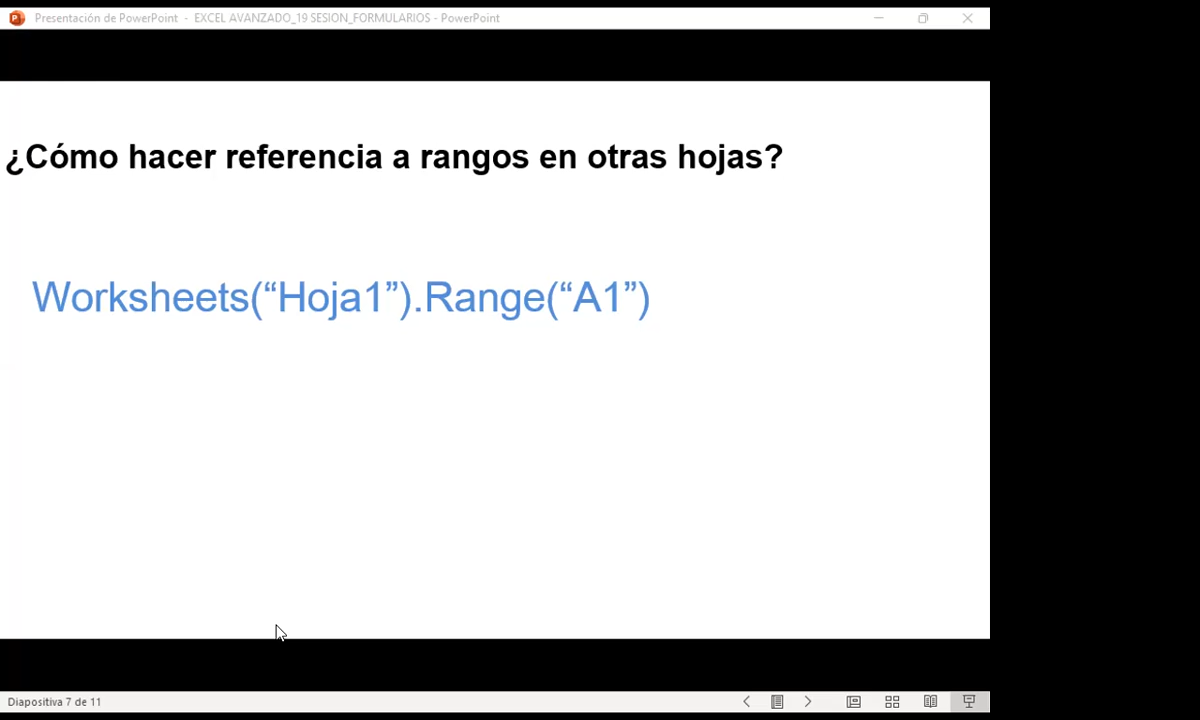 Presentación de PowerPoint - EXCEL AVANZADO_19 SESION_FORMULARIOS - PowerPoint
¿Cómo hacer referencia a rangos en otras hojas?
Worksheets(“Hoja1”).Range(“A1”)
Diapositiva 7 de 11